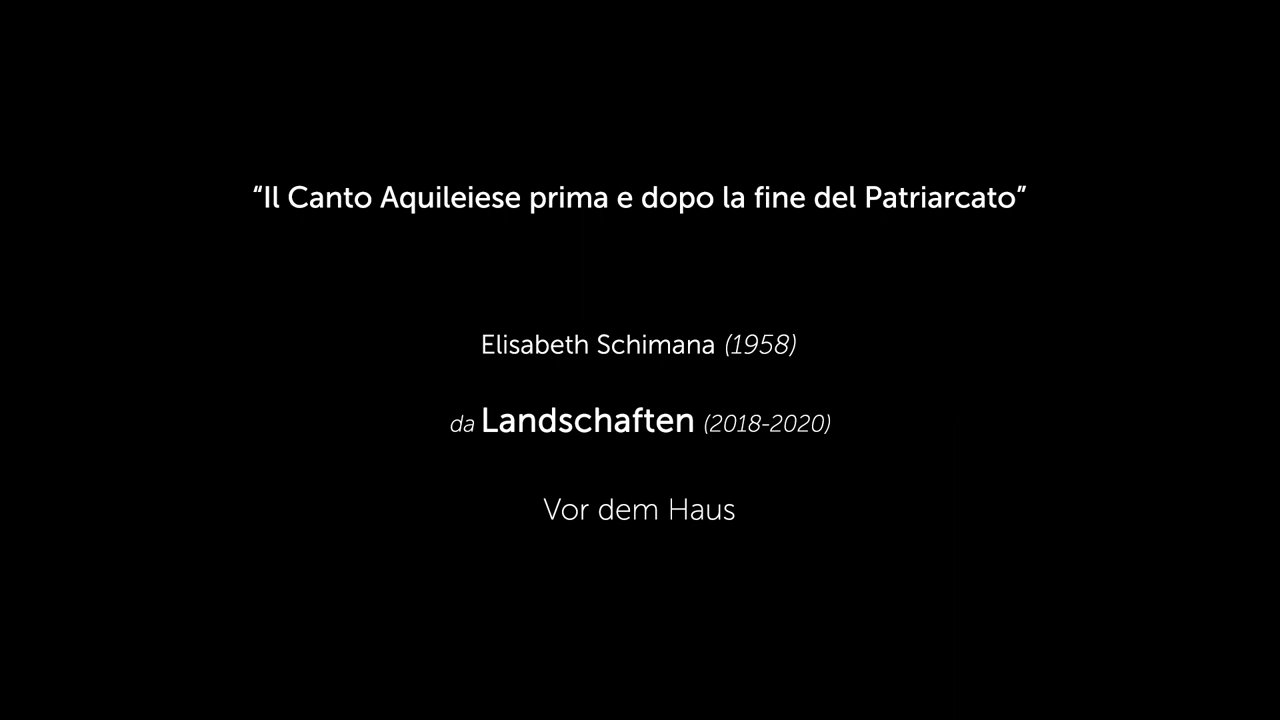 “Il Canto Aquileiese prima e dopo la fine del Patriarcato”
Elisabeth Schimana (1958)
da Landschaften (2018-2020)
Vor dem Haus